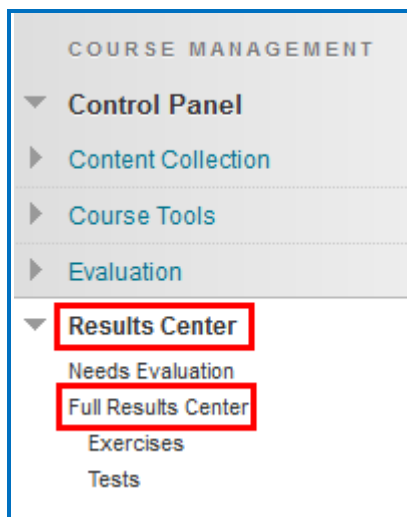 COURSE MANAGEMENT
Control Panel
Content Collection
Course Tools
Evaluation
Results Center
Needs Evaluation
Full Results Center
Exercises
Tests